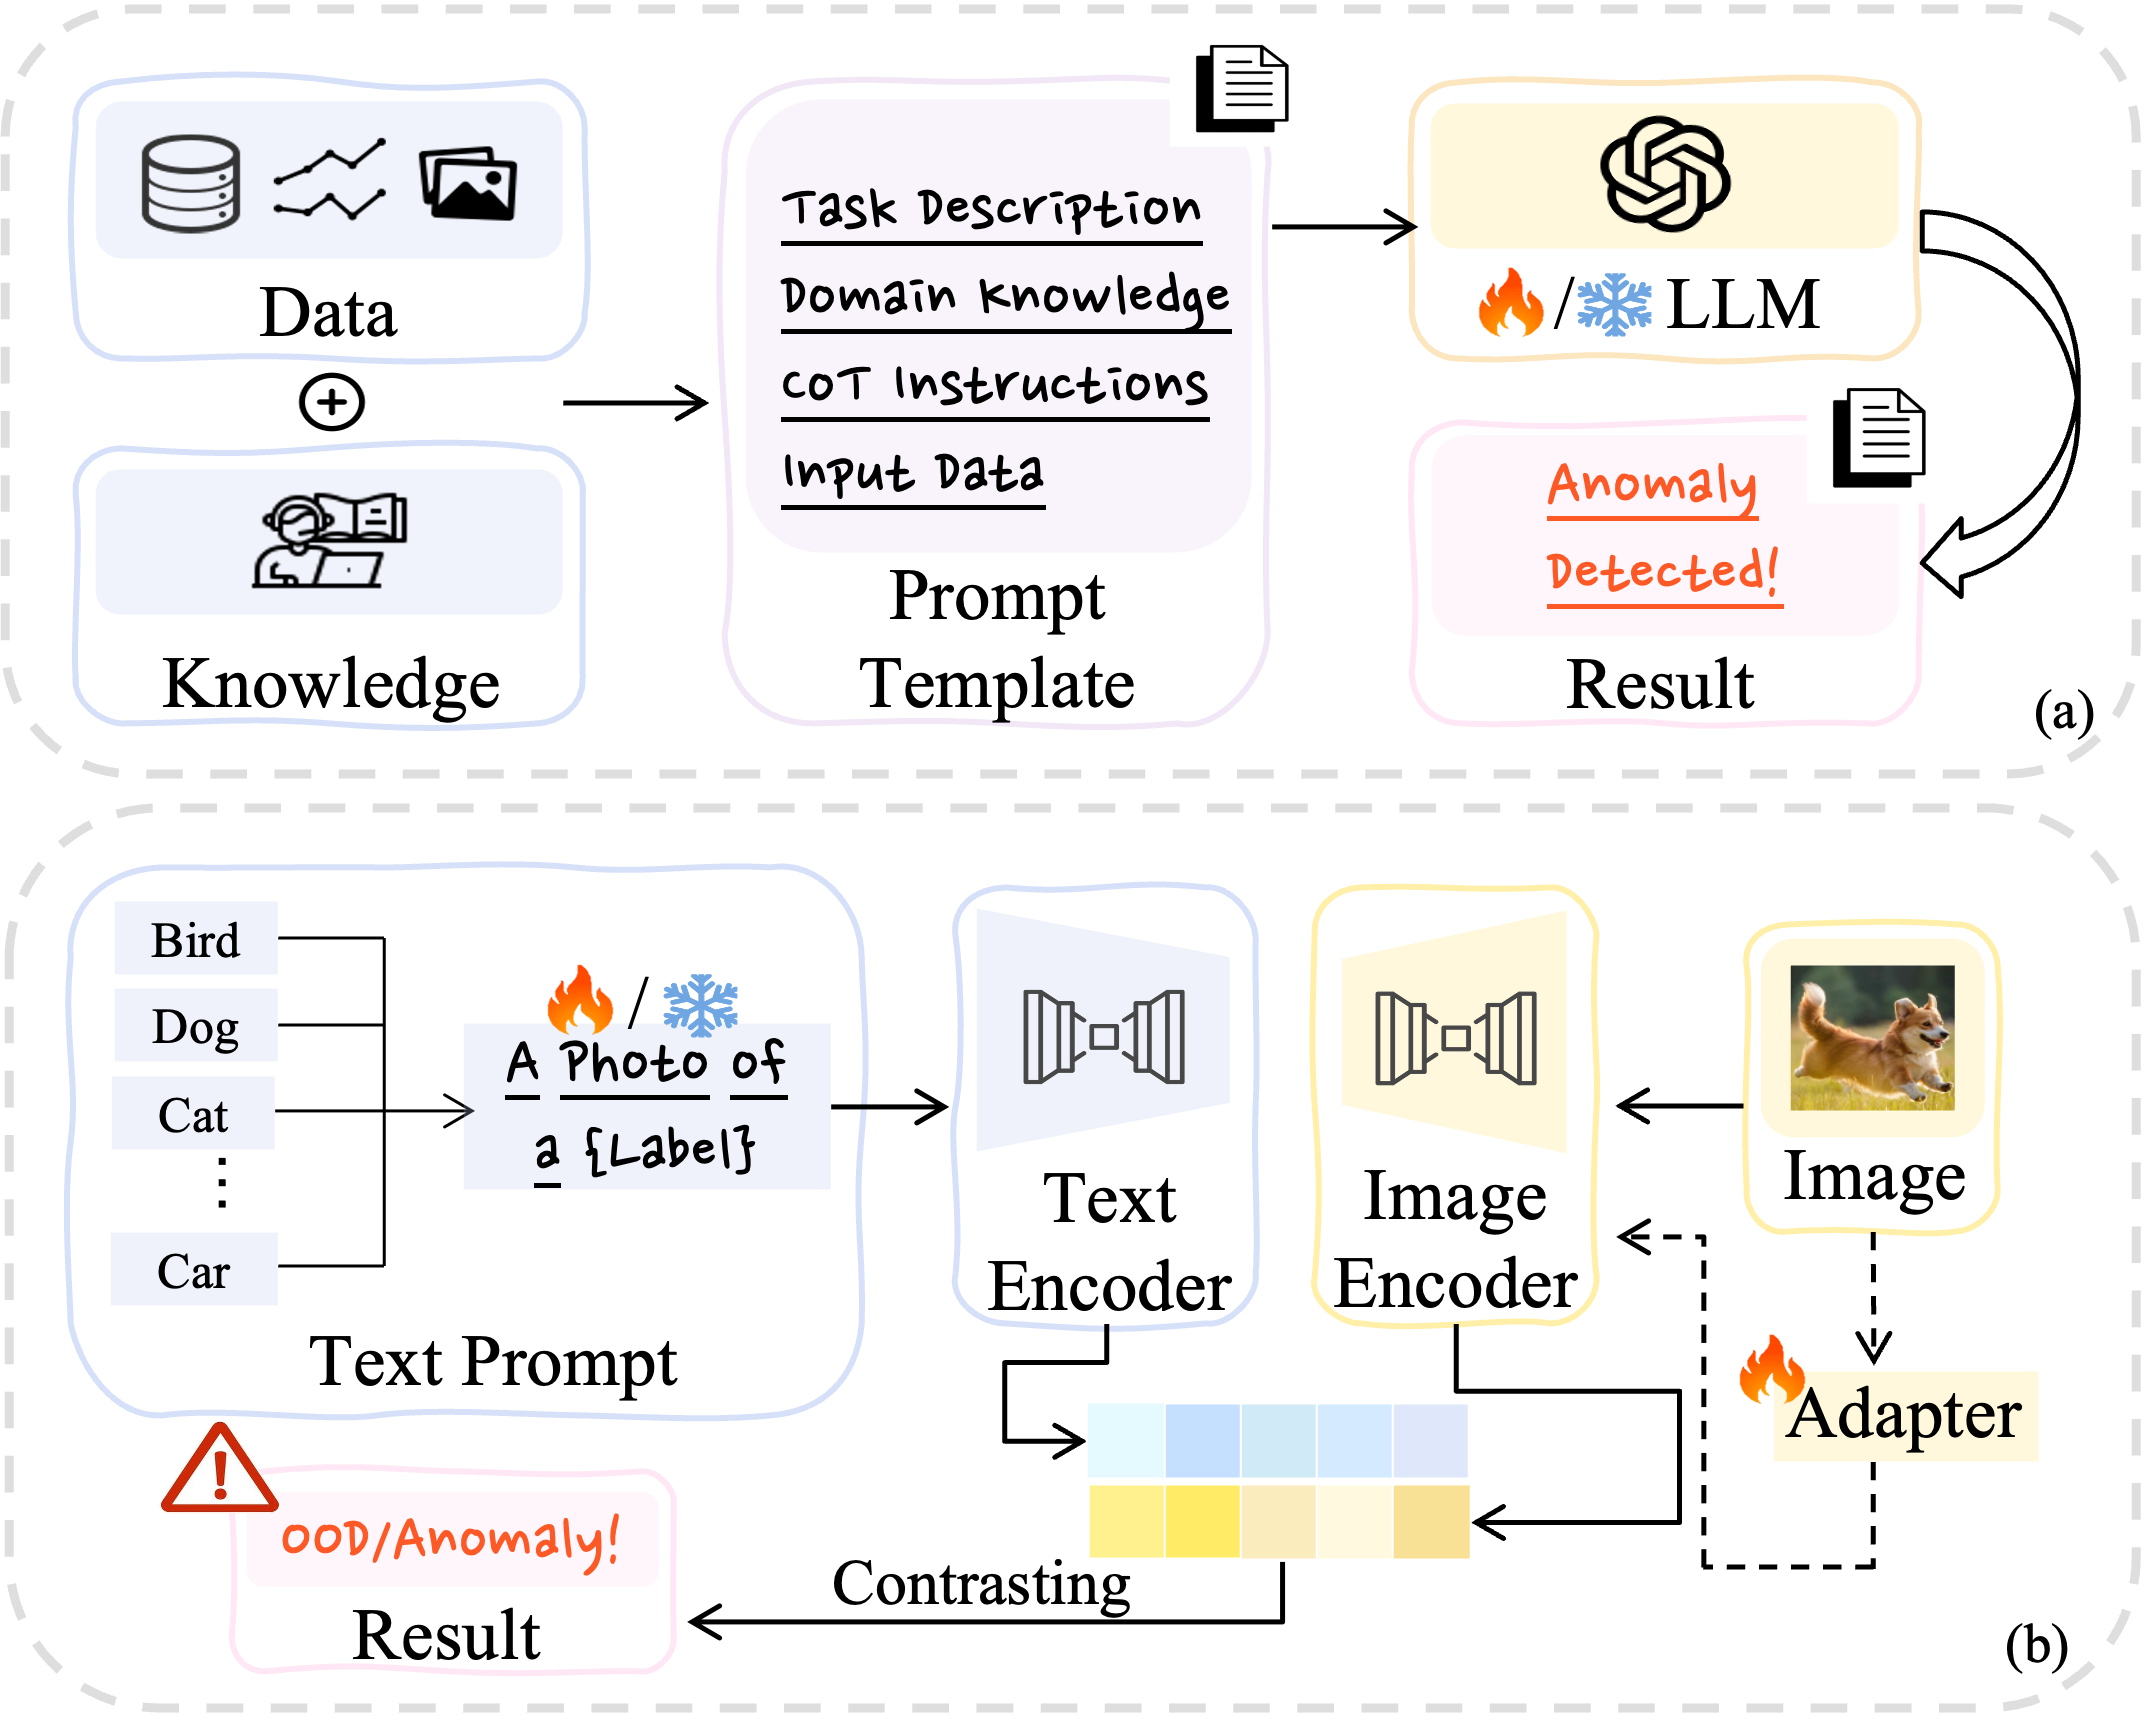 Data
Knowledge
Task Description
Domain Knowledge
CoT Instructions
Input Data
Prompt
Template
/ LLM
Anomaly
Detected!
Result
(a)
Bird
Dog
Cat
⋮
Car
/
A Photo of
a {Label}
Text Prompt
Text
Encoder
Image
Encoder
Image
Adapter
Contrasting
OOD/Anomaly!
Result
(b)